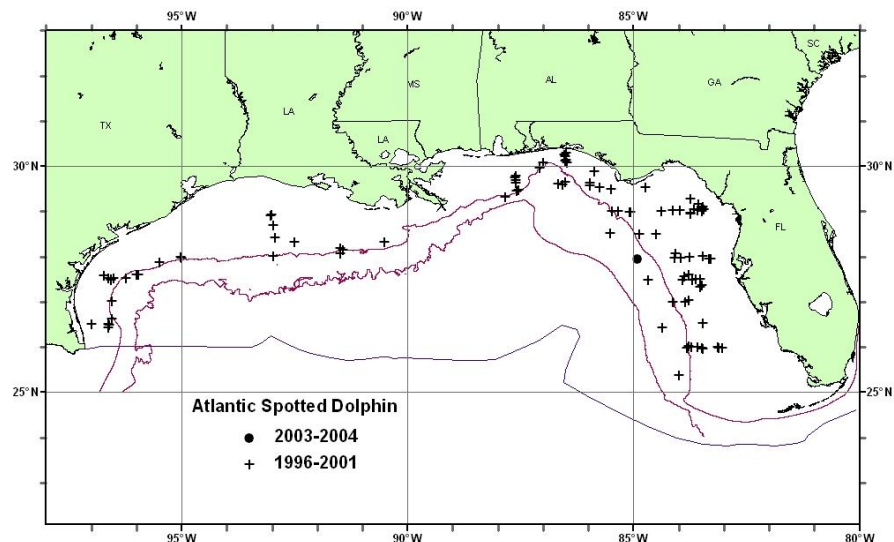 95°W 90°W 85°W 80°W
SC
TX LA MS AL GA
LA
30°N 30°N
FL
25°N 25°N
Atlantic Spotted Dolphin
2003-2004
1996-2001
95°W 90°W 85°W 80°W